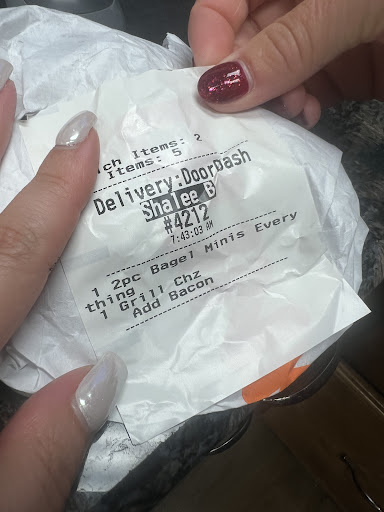 ch Items: 2
Items: 5
Delivery:DoorDash
Shalee B
#4212
7:43:03 AM
1 2pc Bagel Minis Every
thing
1 Grill Chz
Add Bacon